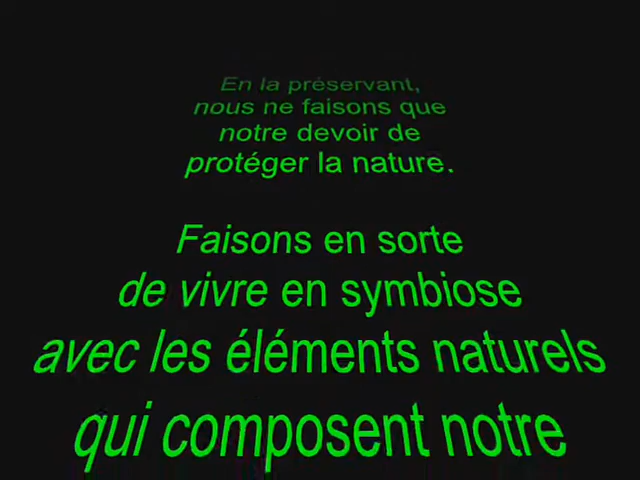 En la préservant,
nous ne faisons que
notre devoir de
protéger la nature.
Faisons en sorte
de vivre en symbiose
avec les éléments naturels
qui composent notre